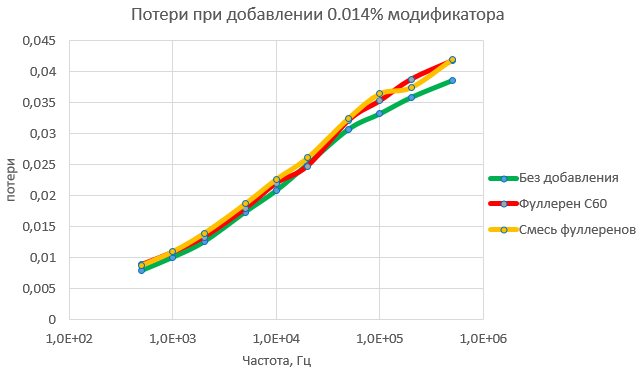 Потери при добавлении 0.014% модификатора
0,045
0,04
0,035
0,03
0,025
0,02
0,015
0,01
0,005
0
потери
1,0E+02
1,0E+03
1,0E+04
1,0E+05
1,0E+06
Частота, Гц
Без добавления
Фуллерен С60
Смесь фуллеренов